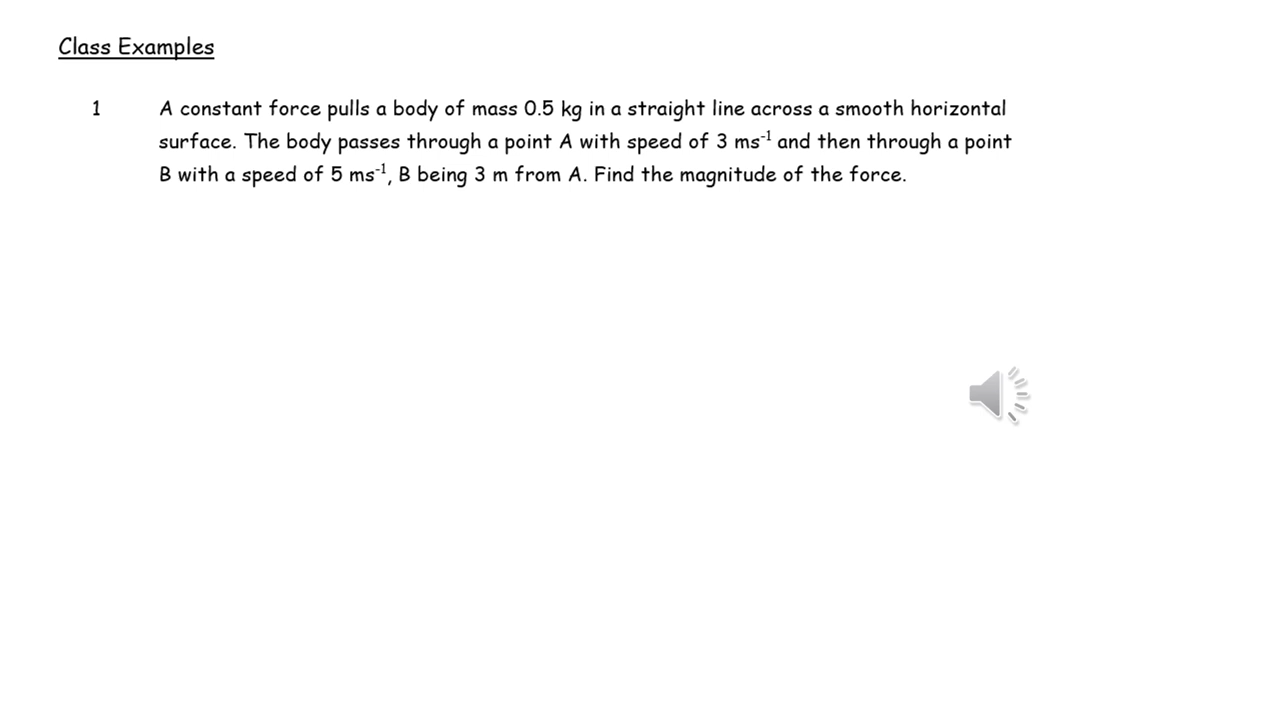 Class Examples
1 A constant force pulls a body of mass 0.5 kg in a straight line across a smooth horizontal
surface. The body passes through a point A with speed of 3 ms⁻¹ and then through a point
B with a speed of 5 ms⁻¹, B being 3 m from A. Find the magnitude of the force.